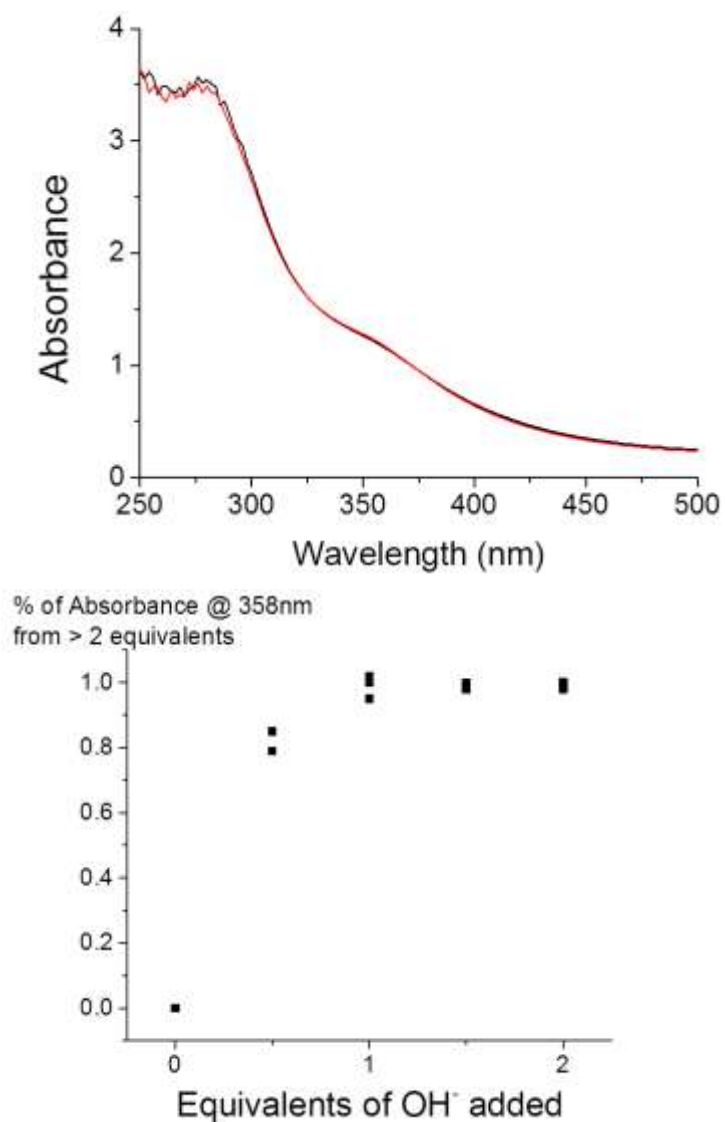 4
3
2
1
0
Absorbance
250 300 350 400 450 500
Wavelength (nm)
% of Absorbance @ 358nm
from > 2 equivalents
1.0
0.8
0.6
0.4
0.2
0.0
0 1 2
Equivalents of OH⁻ added